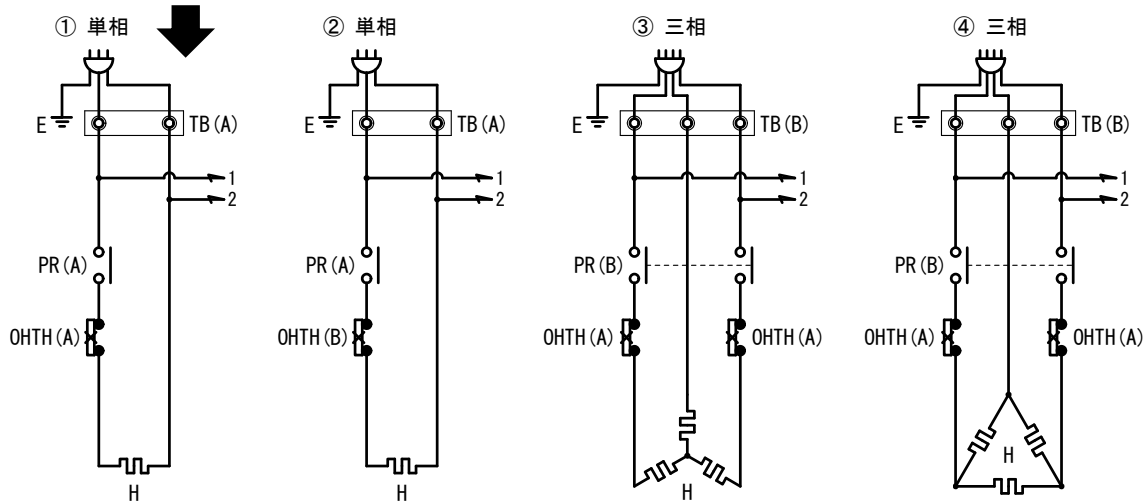 ① 単相
② 単相
③ 三相
④ 三相
E
TB(A)
E
TB(A)
E
TB(B)
E
TB(B)
1
2
1
2
1
2
1
2
PR(A)
PR(A)
PR(B)
PR(B)
OHTH(A)
OHTH(B)
OHTH(A)
OHTH(A)
OHTH(A)
OHTH(A)
H
H
H
H